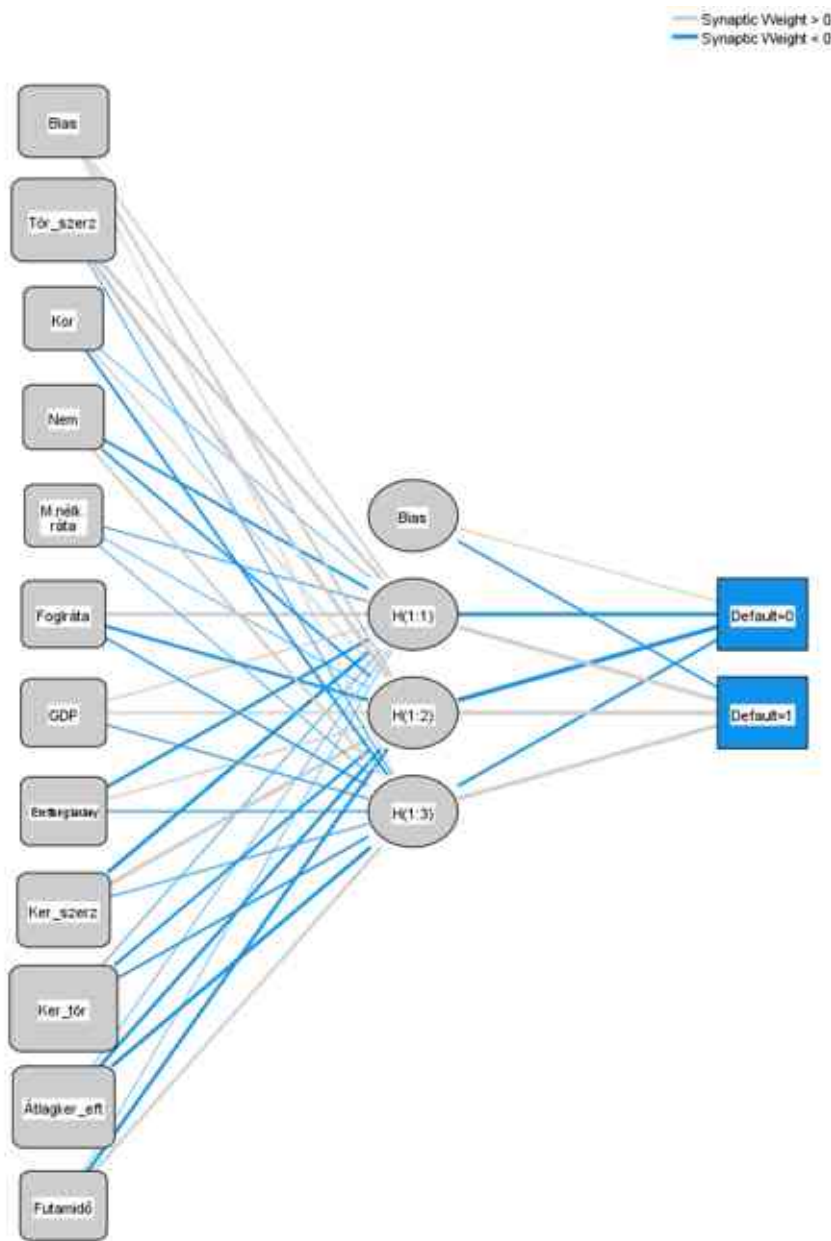 Synaptic Weight > 0
Synaptic Weight < 0
Bias
Tör_szerz
Kor
Nem
M.nélk
ráta
Foglráta
GDP
Ker_szerz
Ker_tör
Átlagker_eft
Futamidő
Bias
H(1:1)
H(1:2)
H(1:3)
Default=0
Default=1